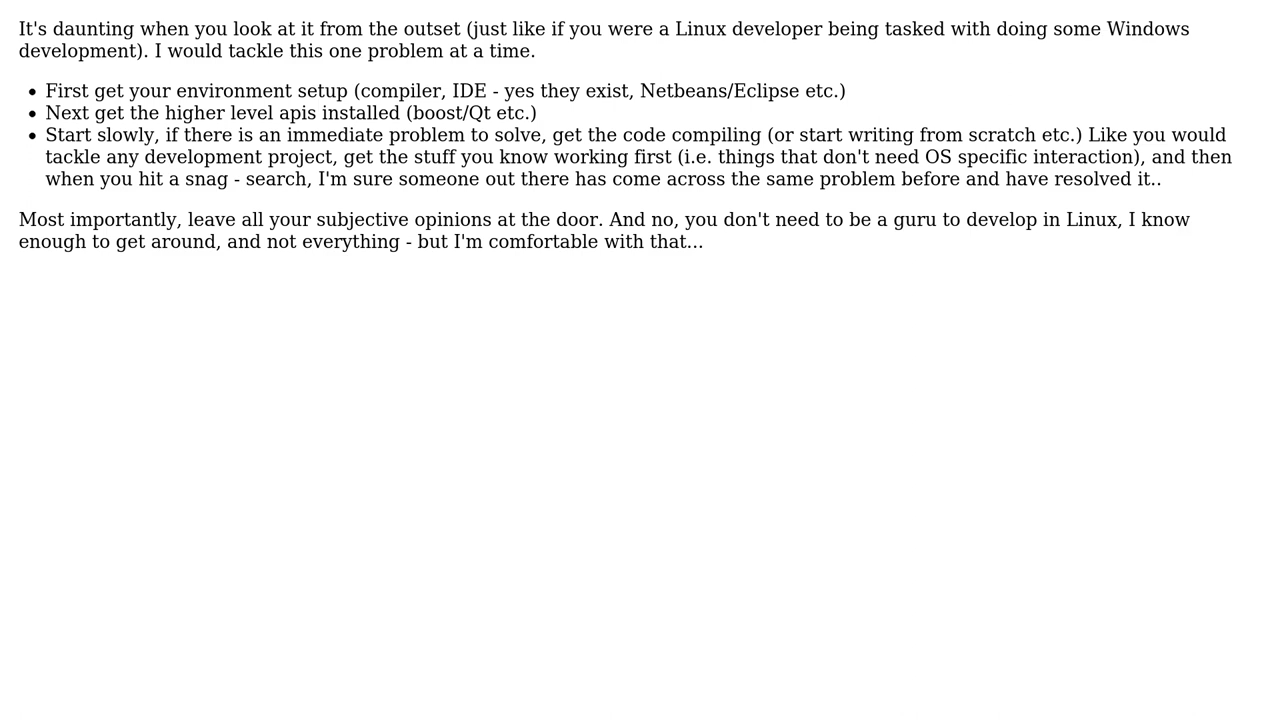 It's daunting when you look at it from the outset (just like if you were a Linux developer being tasked with doing some Windows
development). I would tackle this one problem at a time.
• First get your environment setup (compiler, IDE - yes they exist, Netbeans/Eclipse etc.)
• Next get the higher level apis installed (boost/Qt etc.)
• Start slowly, if there is an immediate problem to solve, get the code compiling (or start writing from scratch etc.) Like you would
tackle any development project, get the stuff you know working first (i.e. things that don't need OS specific interaction), and then
when you hit a snag - search, I'm sure someone out there has come across the same problem before and have resolved it..
Most importantly, leave all your subjective opinions at the door. And no, you don't need to be a guru to develop in Linux, I know
enough to get around, and not everything - but I'm comfortable with that...